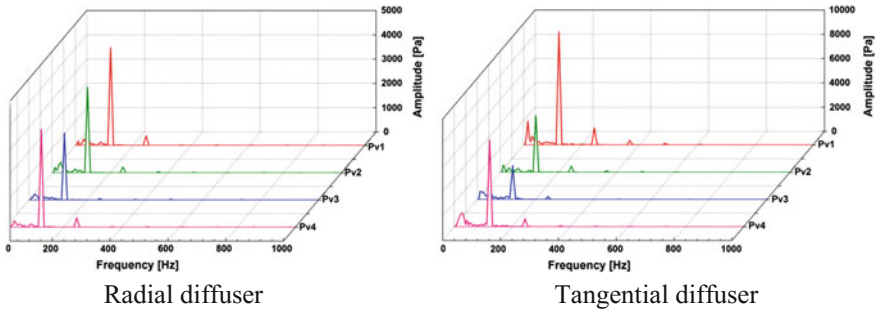 5000
4000
3000
2000
1000
0
Amplitude [Pa]
Pv1
Pv2
Pv3
Pv4
0
200
400
600
800
1000
Frequency [Hz]
Radial diffuser
10000
8000
6000
4000
2000
0
Amplitude [Pa]
Pv1
Pv2
Pv3
Pv4
0
200
400
600
800
1000
Frequency [Hz]
Tangential diffuser